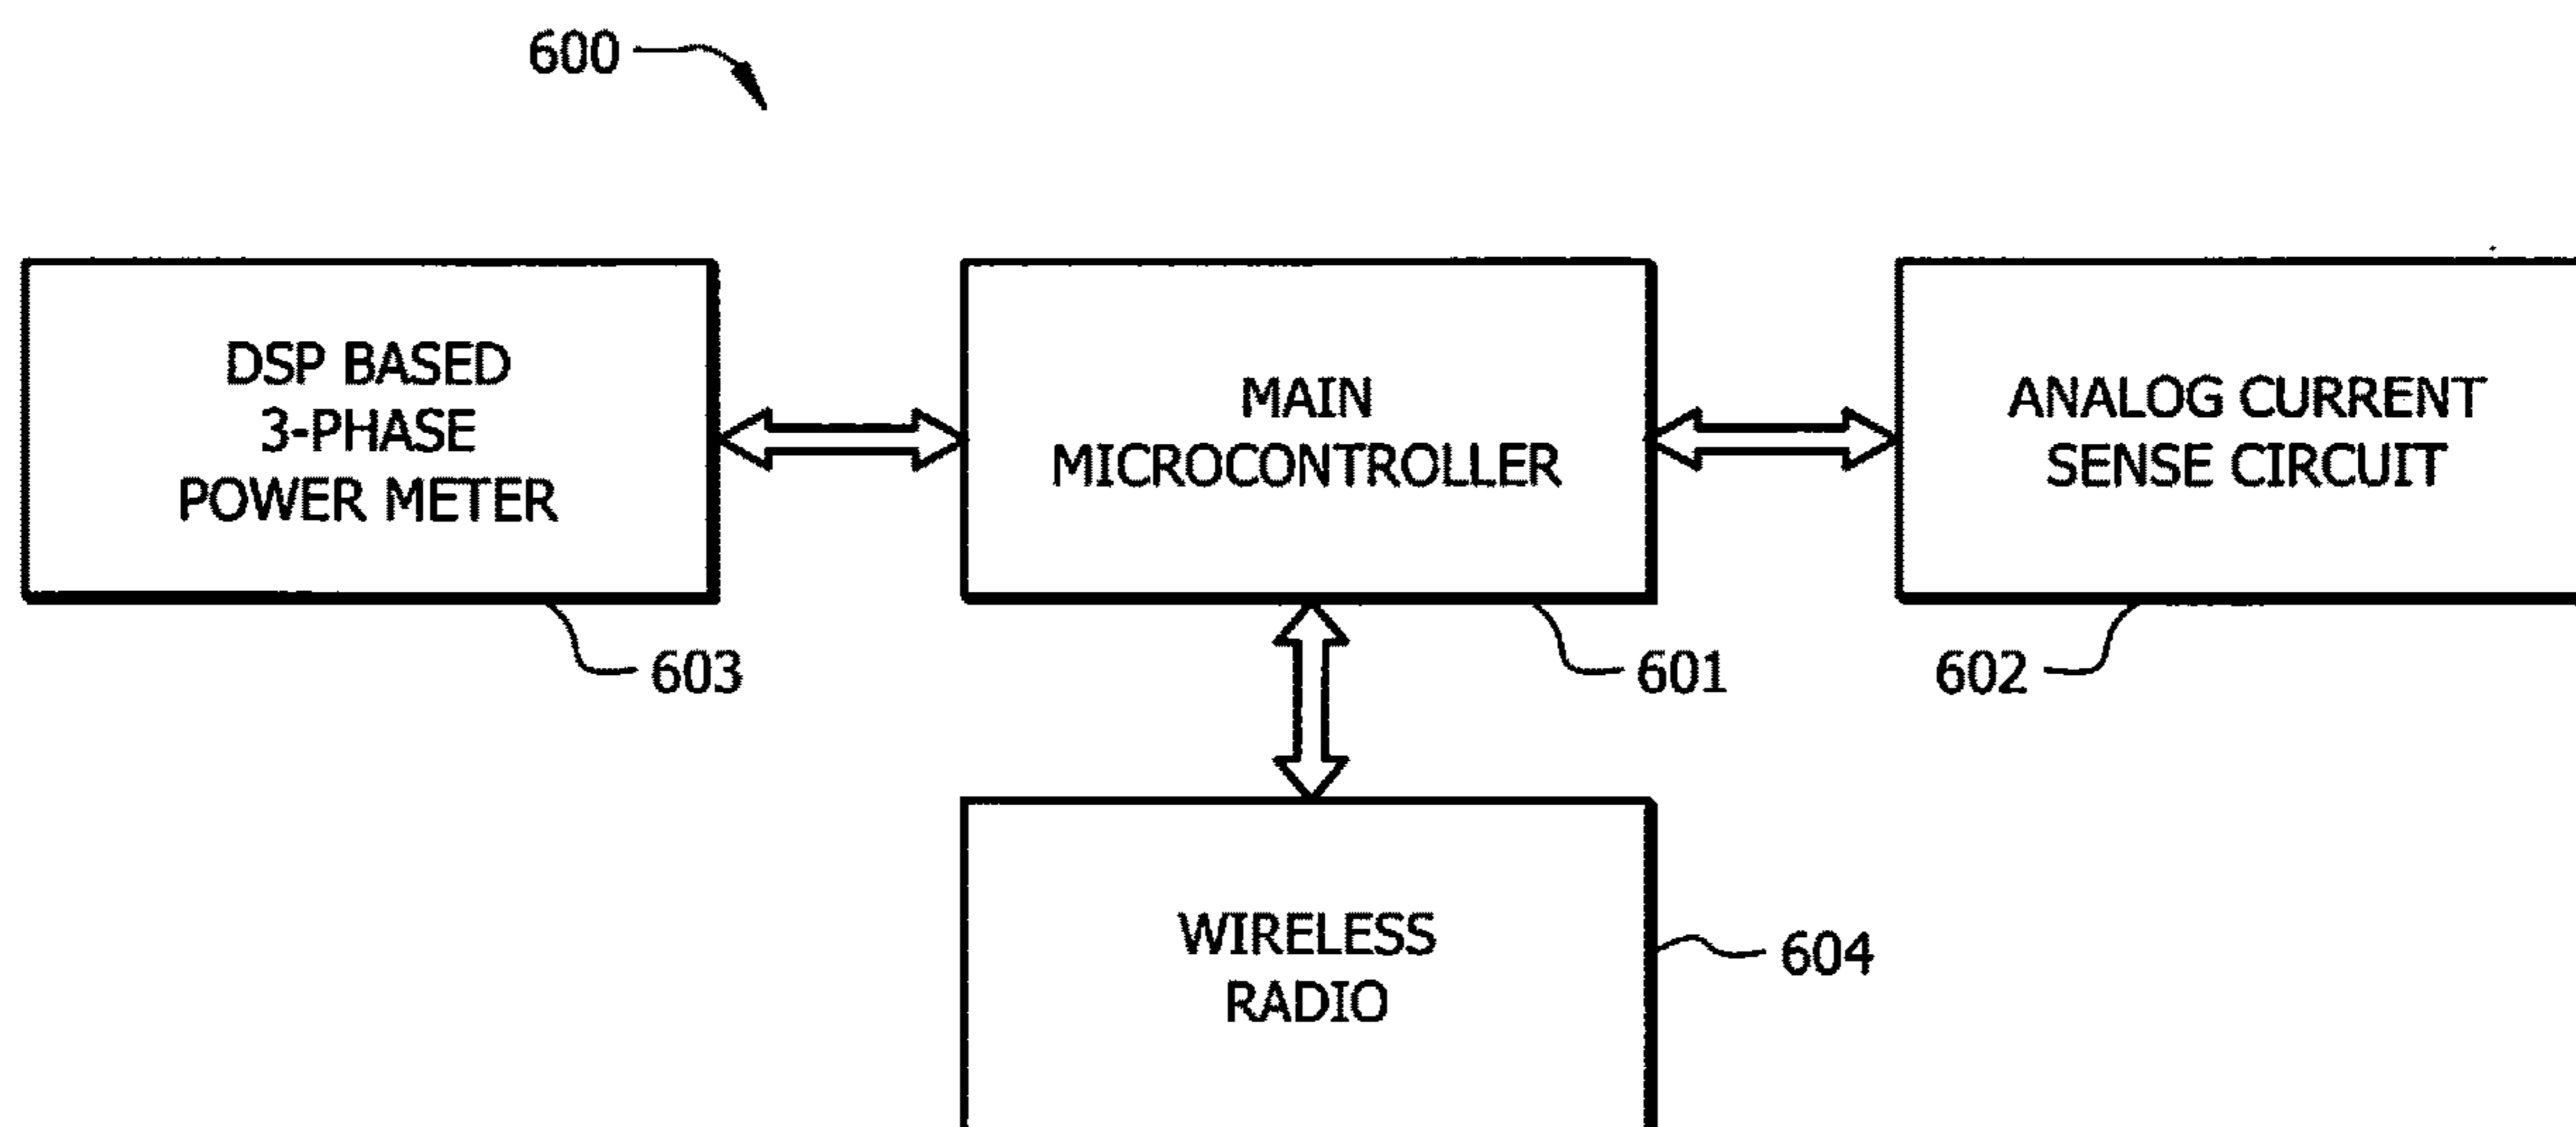 600
DSP BASED
3-PHASE
POWER METER
MAIN
MICROCONTROLLER
ANALOG CURRENT
SENSE CIRCUIT
603
601
602
WIRELESS
RADIO
604